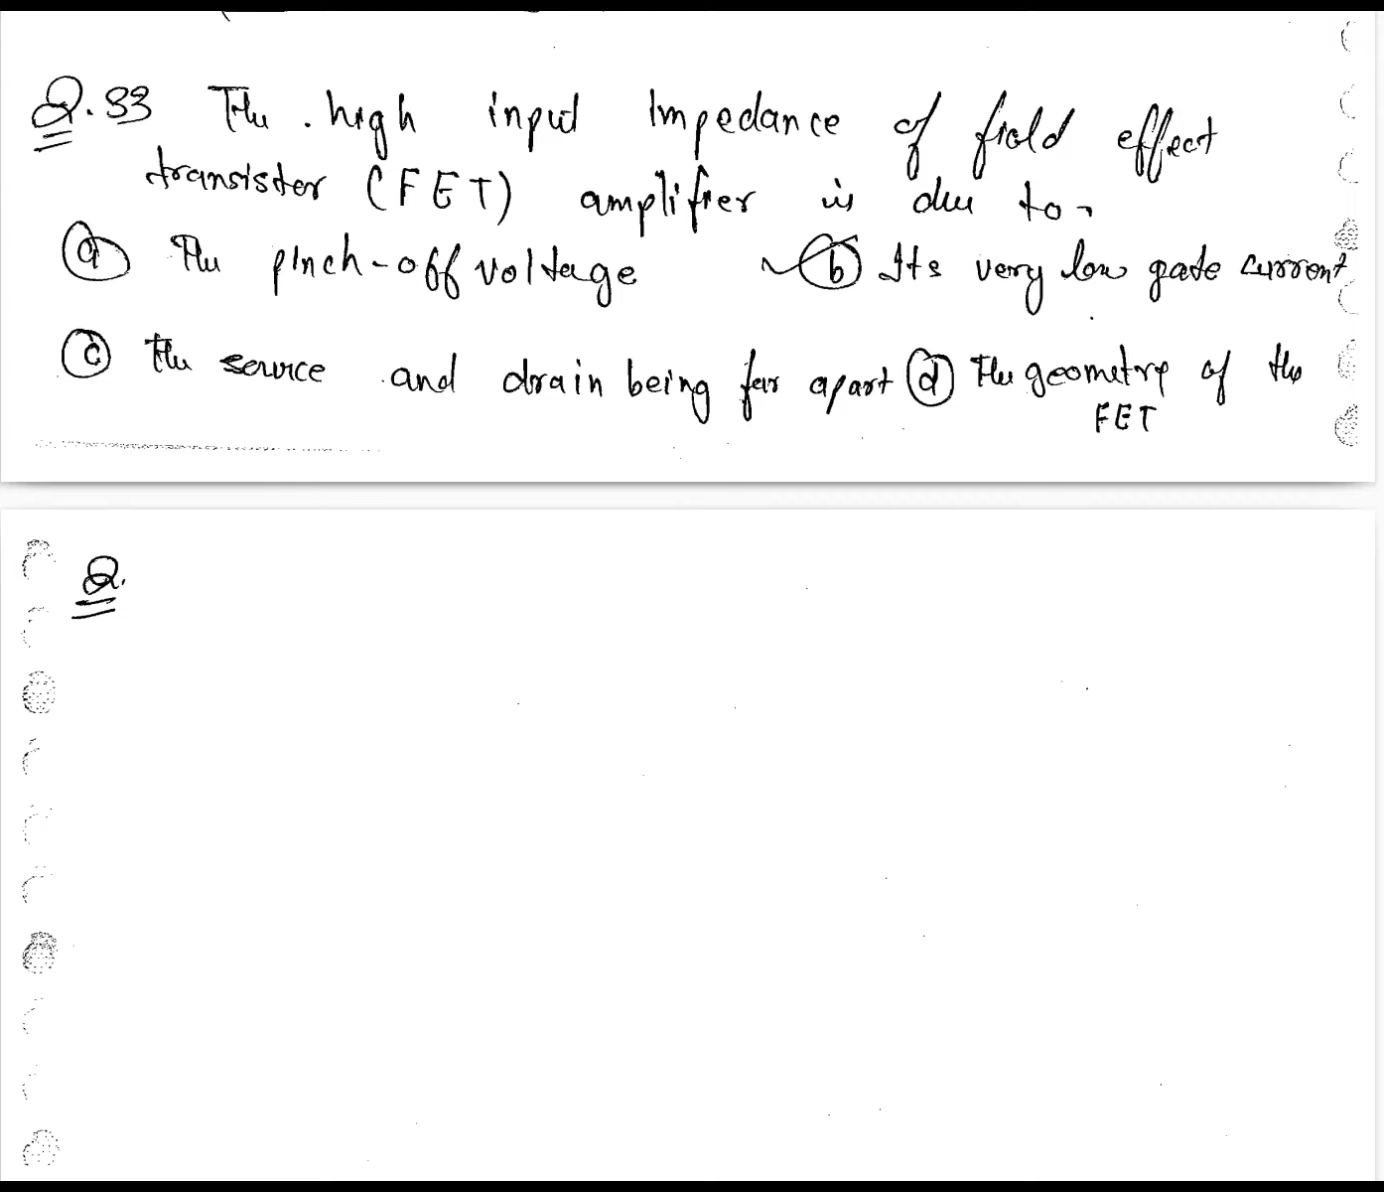 Q.33 The high input impedance of field effect
transistor (FET) amplifier is due to
(a) The pinch-off voltage (b) Its very low gate current
(c) The source and drain being far apart (d) The geometry of the
FET
Q.